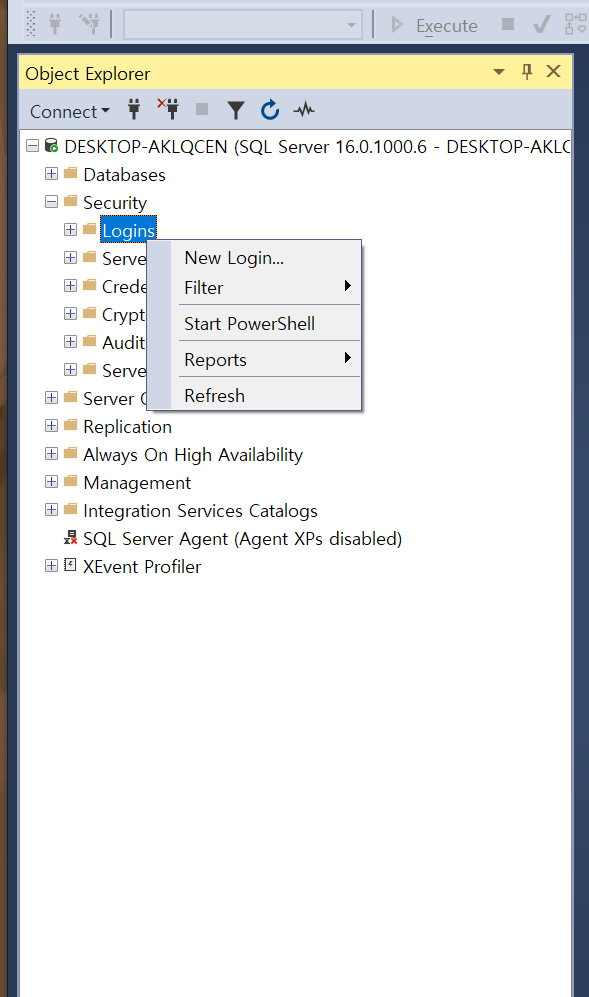 Execute
Object Explorer
Connect
DESKTOP-AKLQCEN (SQL Server 16.0.1000.6 - DESKTOP-AKLC
Databases
Security
Logins
Serve
Crede
Crypt
Audit
Serve
New Login...
Filter
Start PowerShell
Reports
Refresh
Server
Replication
Always On High Availability
Management
Integration Services Catalogs
SQL Server Agent (Agent XPs disabled)
XEvent Profiler